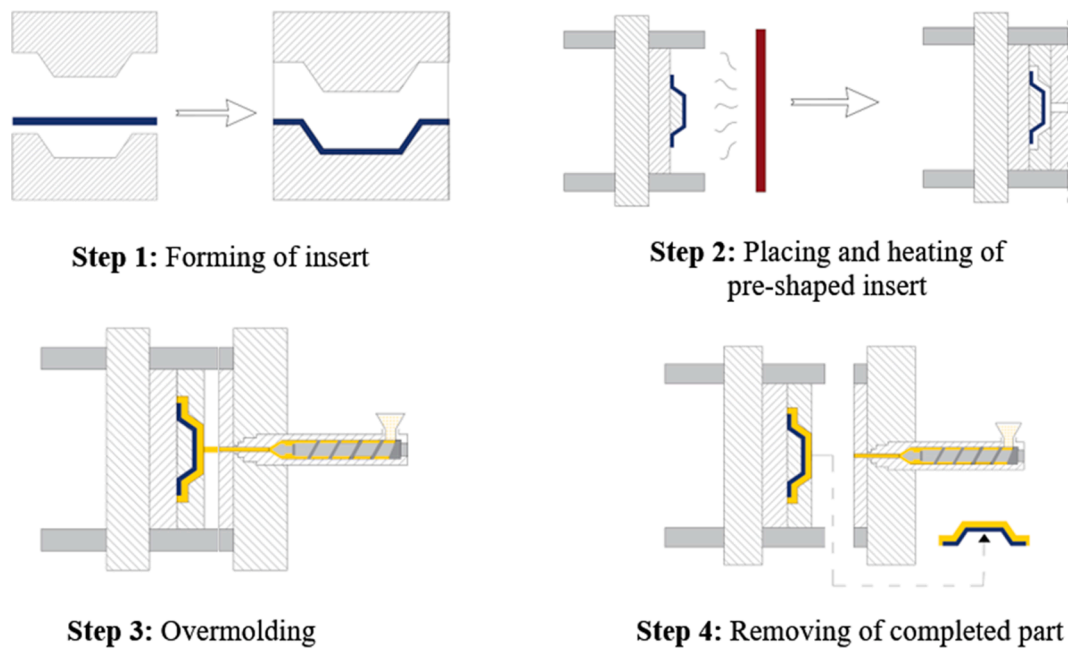 Step 1: Forming of insert
Step 2: Placing and heating of
pre-shaped insert
Step 3: Overmolding
Step 4: Removing of completed part